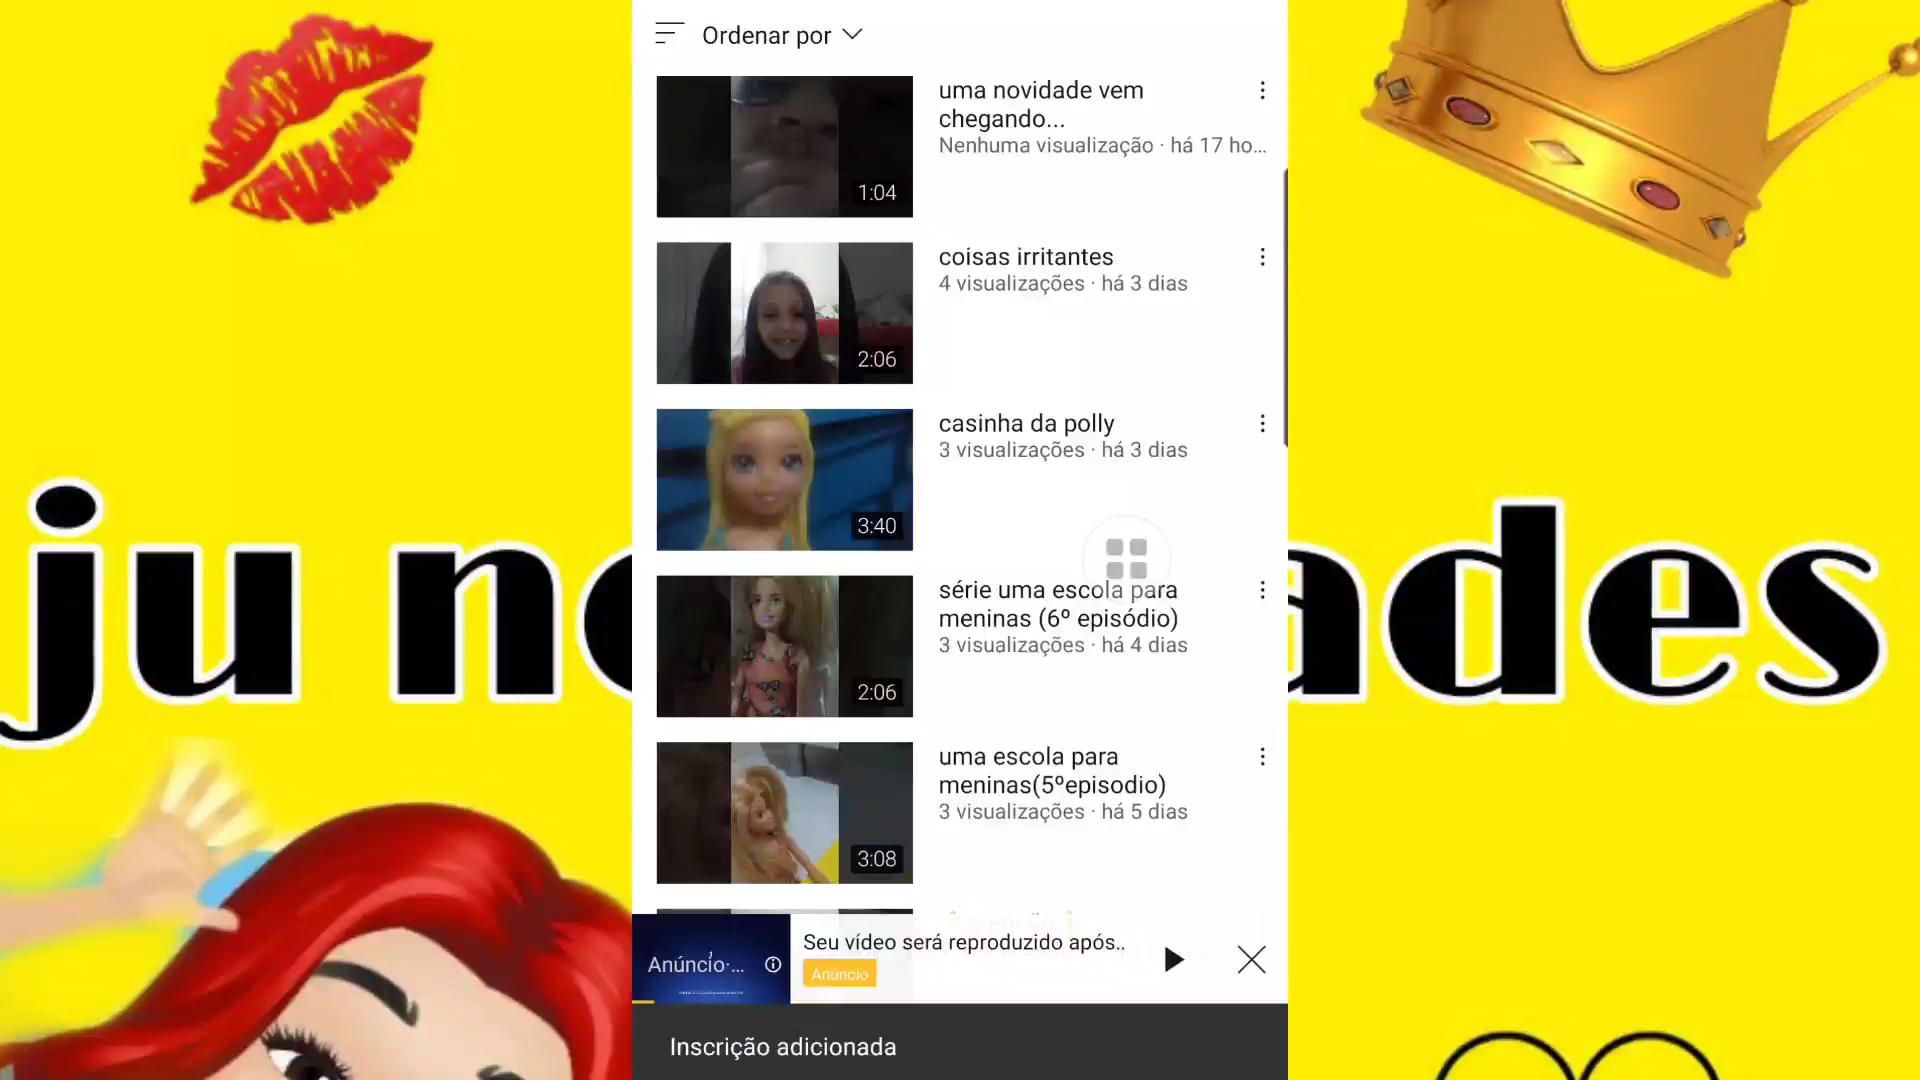 Ordenar por
uma novidade vem
chegando...
Nenhuma visualização · há 17 ho...
1:04
coisas irritantes
4 visualizações · há 3 dias
2:06
casinha da polly
3 visualizações · há 3 dias
3:40
série uma escola para
meninas (6º episódio)
3 visualizações · há 4 dias
2:06
uma escola para
meninas(5ºepisodio)
3 visualizações · há 5 dias
3:08
ju no
ades
Seu vídeo será reproduzido após..
Anúncio·...
Anúncio
Inscrição adicionada